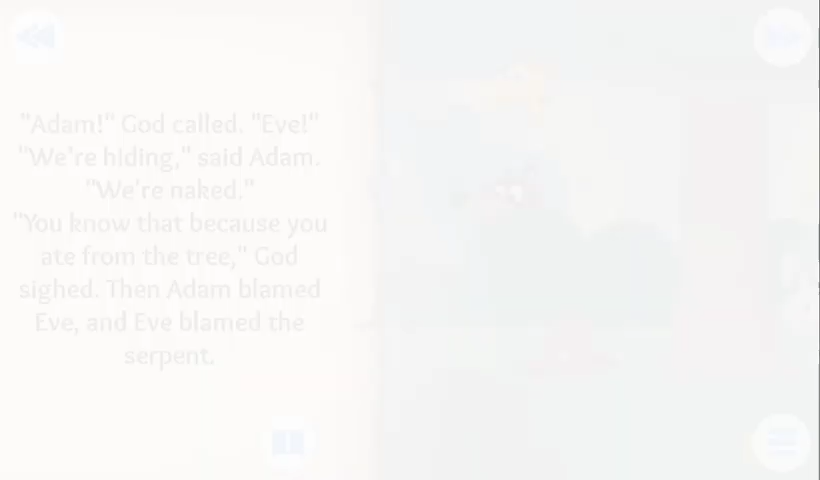 "Adam!" God called. "Eve!"
"We're hiding," said Adam.
"We're naked."
"You know that because you
ate from the tree," God
sighed. Then Adam blamed
Eve, and Eve blamed the
serpent.